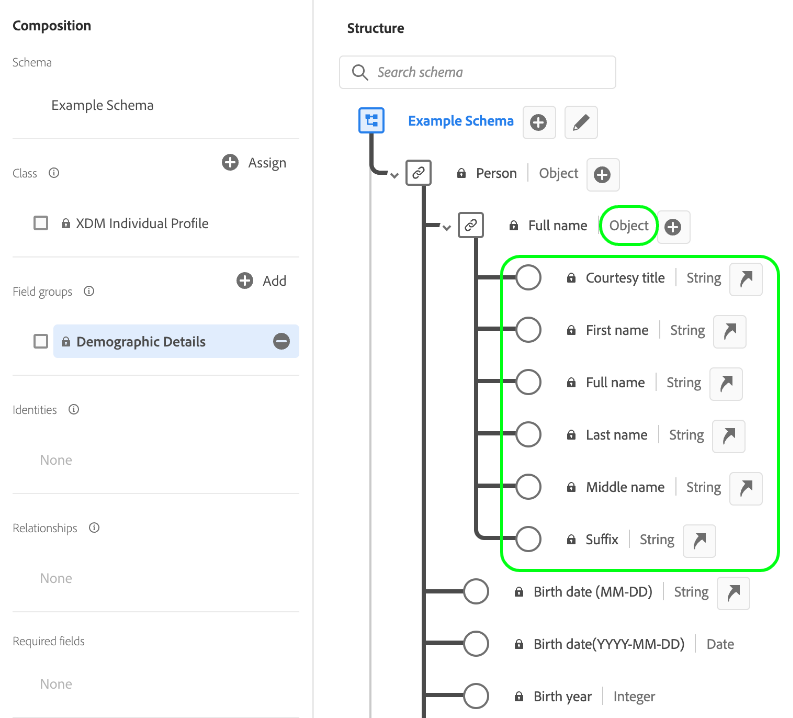 Composition
Schema
Example Schema
Class
Assign
XDM Individual Profile
Field groups
Add
Demographic Details
Identities
None
Relationships
None
Required fields
None
Structure
Search schema
Example Schema
Person Object
Full name Object
Courtesy title String
First name String
Full name String
Last name String
Middle name String
Suffix String
Birth date (MM-DD) String
Birth date(YYYY-MM-DD) Date
Birth year Integer